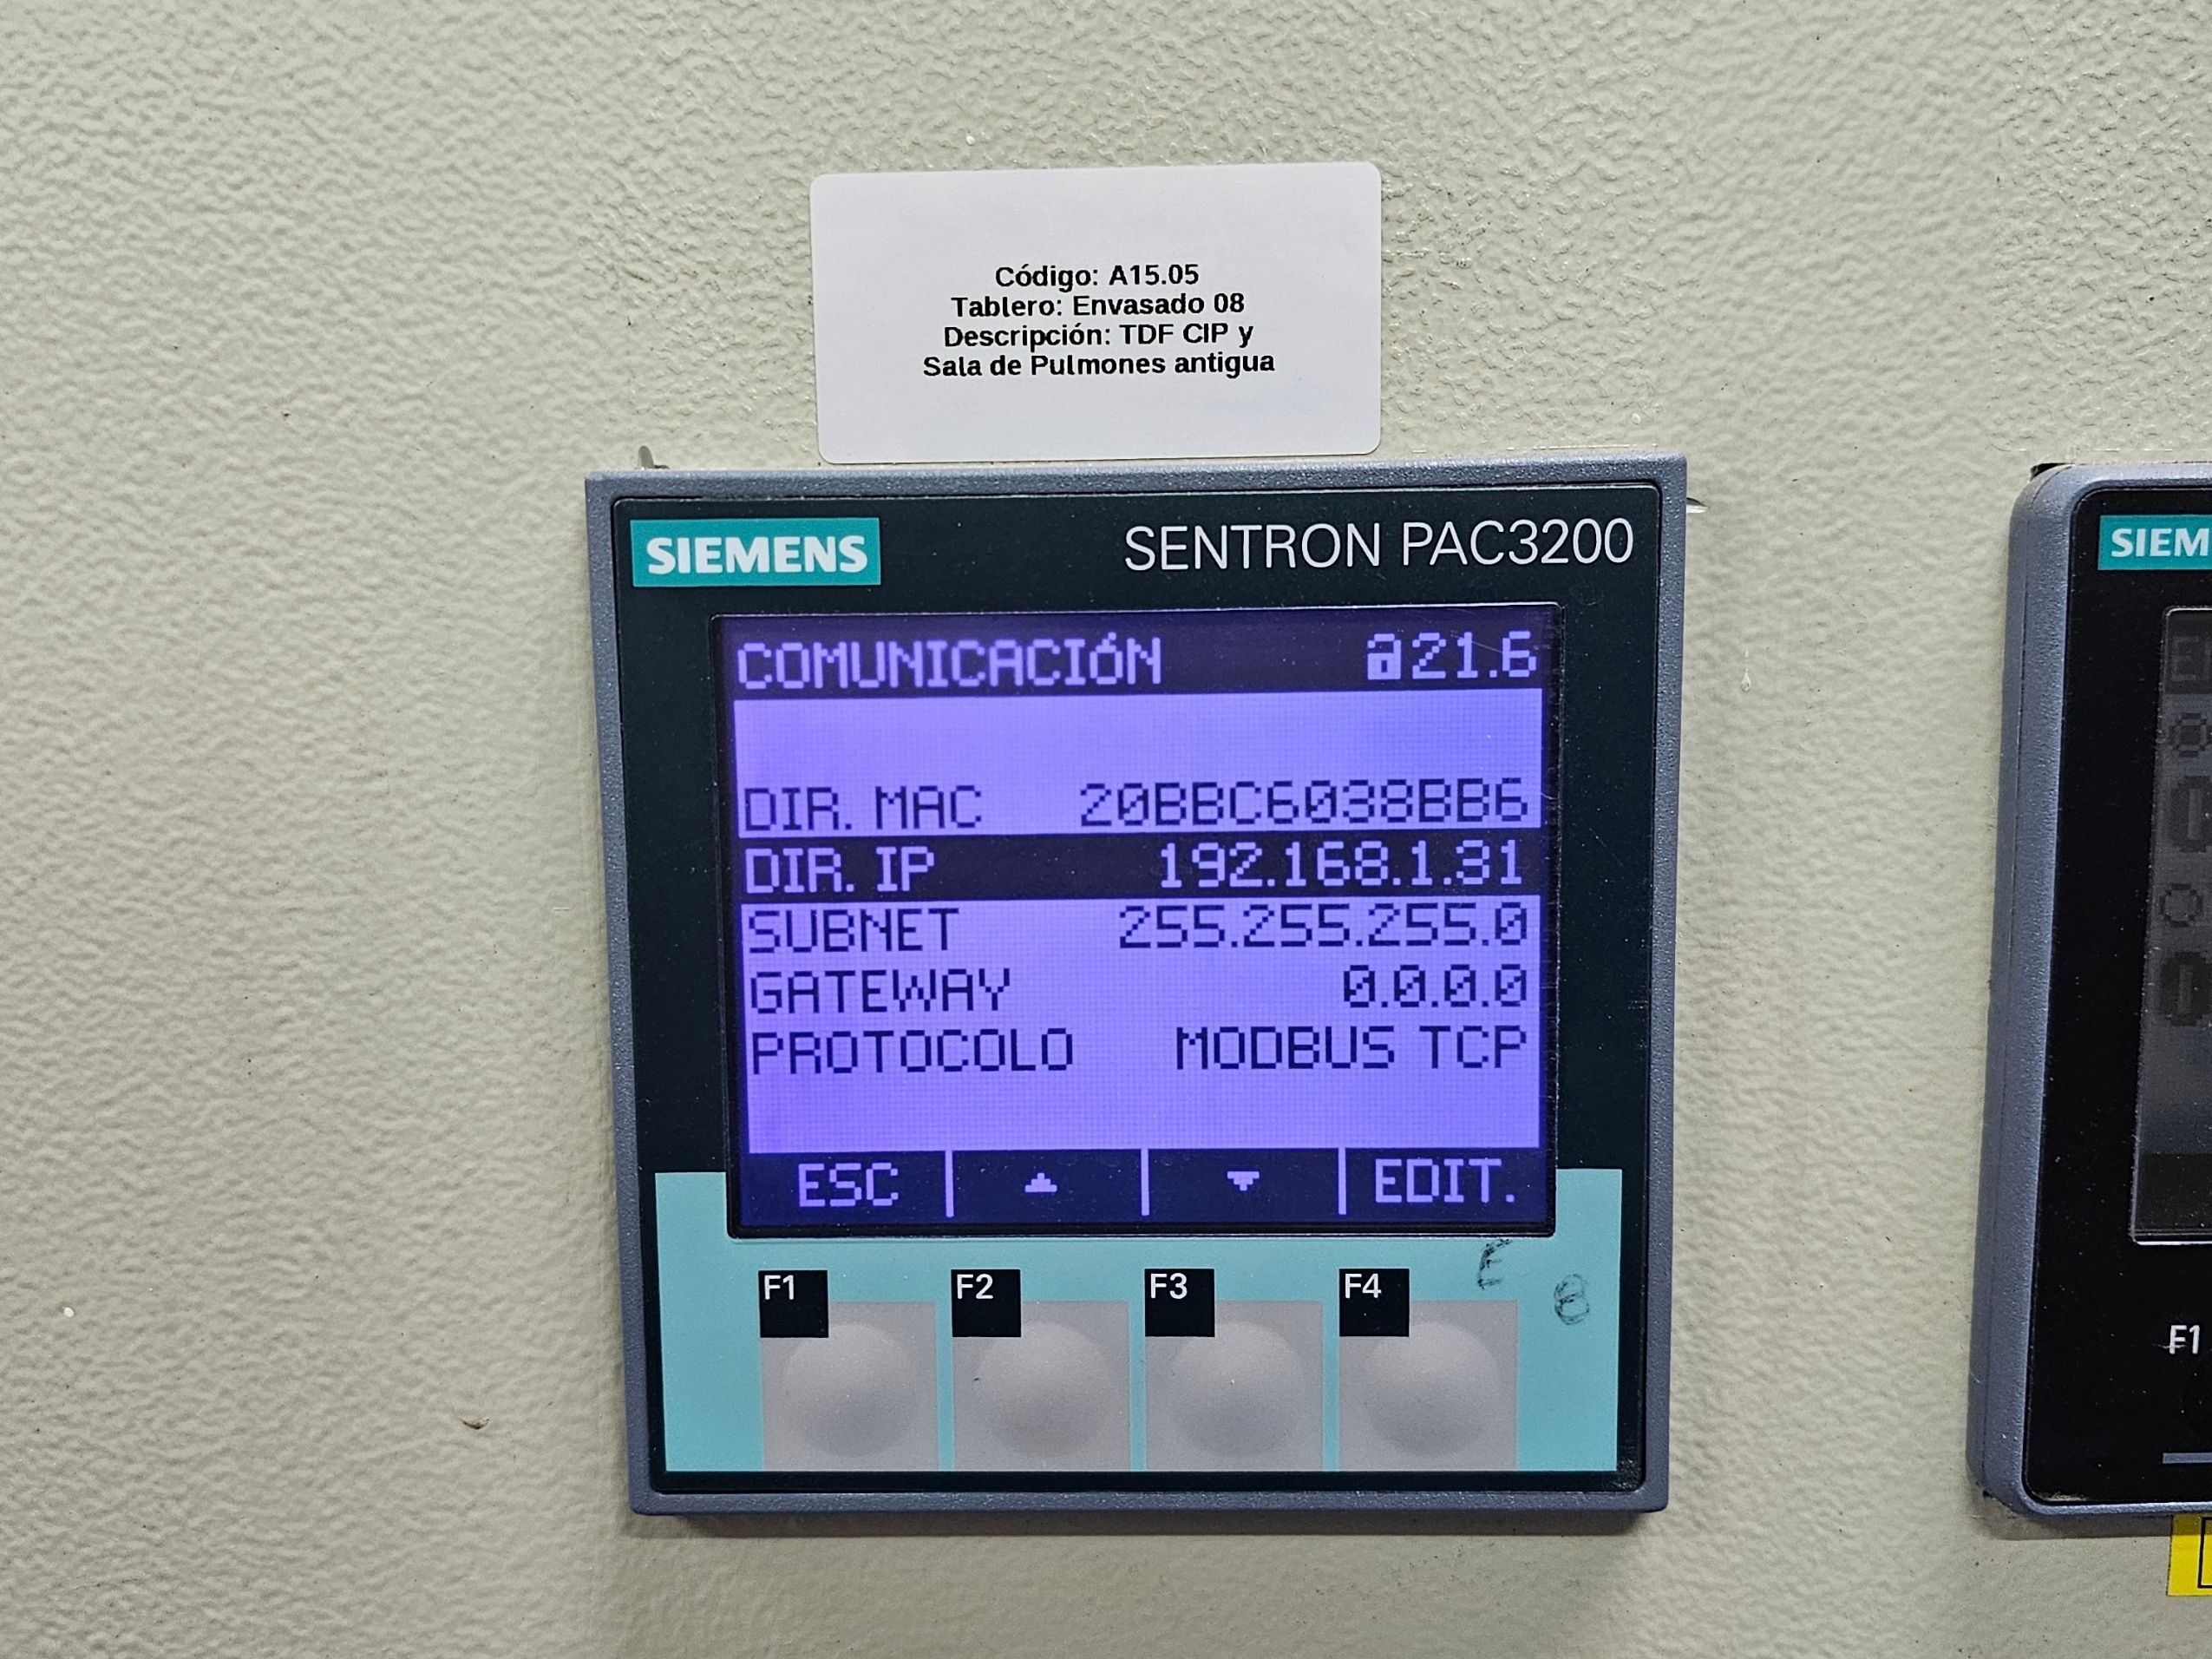 Código: A15.05
Tablero: Envasado 08
Descripción: TDF CIP y
Sala de Pulmones antigua
SIEMENS
SENTRON PAC3200
COMUNICACIÓN 21.6
DIR. MAC 20BBC6038BB6
DIR. IP 192.168.1.31
SUBNET 255.255.255.0
GATEWAY 0.0.0.0
PROTOCOLO MODBUS TCP
ESC EDIT.
E 8
F1 F2 F3 F4
SIEM
F1